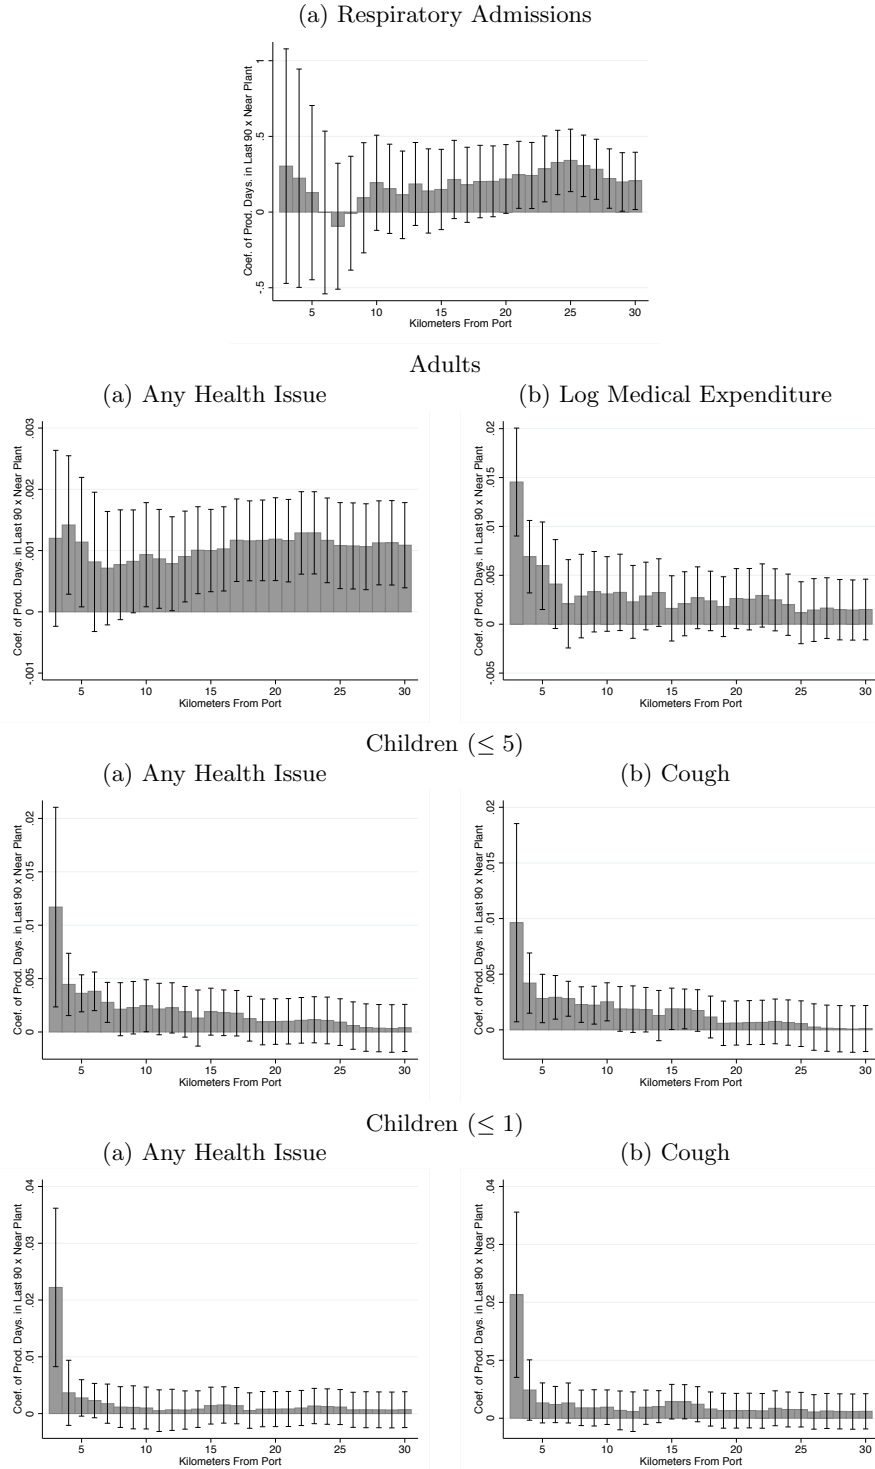 (a) Respiratory Admissions
Coef. of Prod. Days. in Last 90 x Near Plant
1
.5
0
-.5
5 10 15 20 25 30
Kilometers From Port
Adults
(a) Any Health Issue
(b) Log Medical Expenditure
Coef. of Prod. Days. in Last 90 x Near Plant
.003
.002
.001
0
-.001
5 10 15 20 25 30
Kilometers From Port
Coef. of Prod. Days. in Last 90 x Near Plant
.02
.015
.01
.005
0
-.005
5 10 15 20 25 30
Kilometers From Port
Children (≤ 5)
(a) Any Health Issue
(b) Cough
Coef. of Prod. Days. in Last 90 x Near Plant
.02
.015
.01
.005
0
5 10 15 20 25 30
Kilometers From Port
Coef. of Prod. Days. in Last 90 x Near Plant
.02
.015
.01
.005
0
5 10 15 20 25 30
Kilometers From Port
Children (≤ 1)
(a) Any Health Issue
(b) Cough
Coef. of Prod. Days. in Last 90 x Near Plant
.04
.03
.02
.01
0
5 10 15 20 25 30
Kilometers From Port
Coef. of Prod. Days. in Last 90 x Near Plant
.04
.03
.02
.01
0
5 10 15 20 25 30
Kilometers From Port